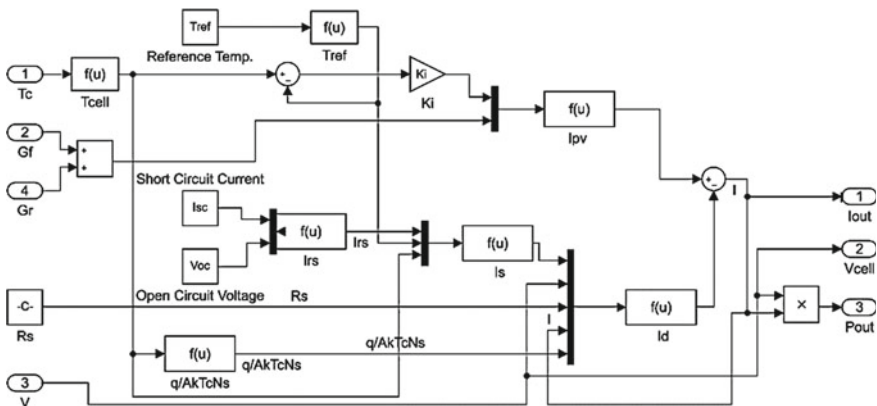 Tref
f(u)
Reference Temp.
Tref
1
f(u)
+
-
Ki
Tc
Tcell
Ki
f(u)
2
Ipv
Gf
+
+
+
-
4
I
Gr
Short Circuit Current
1
Isc
Iout
f(u)
Irs
f(u)
2
Voc
Irs
Is
Vcell
Open Circuit Voltage
Rs
-C-
f(u)
×
3
I
Rs
Id
Pout
f(u)
q/AkTcNs
q/AkTcNs
3
q/AkTcNs
V